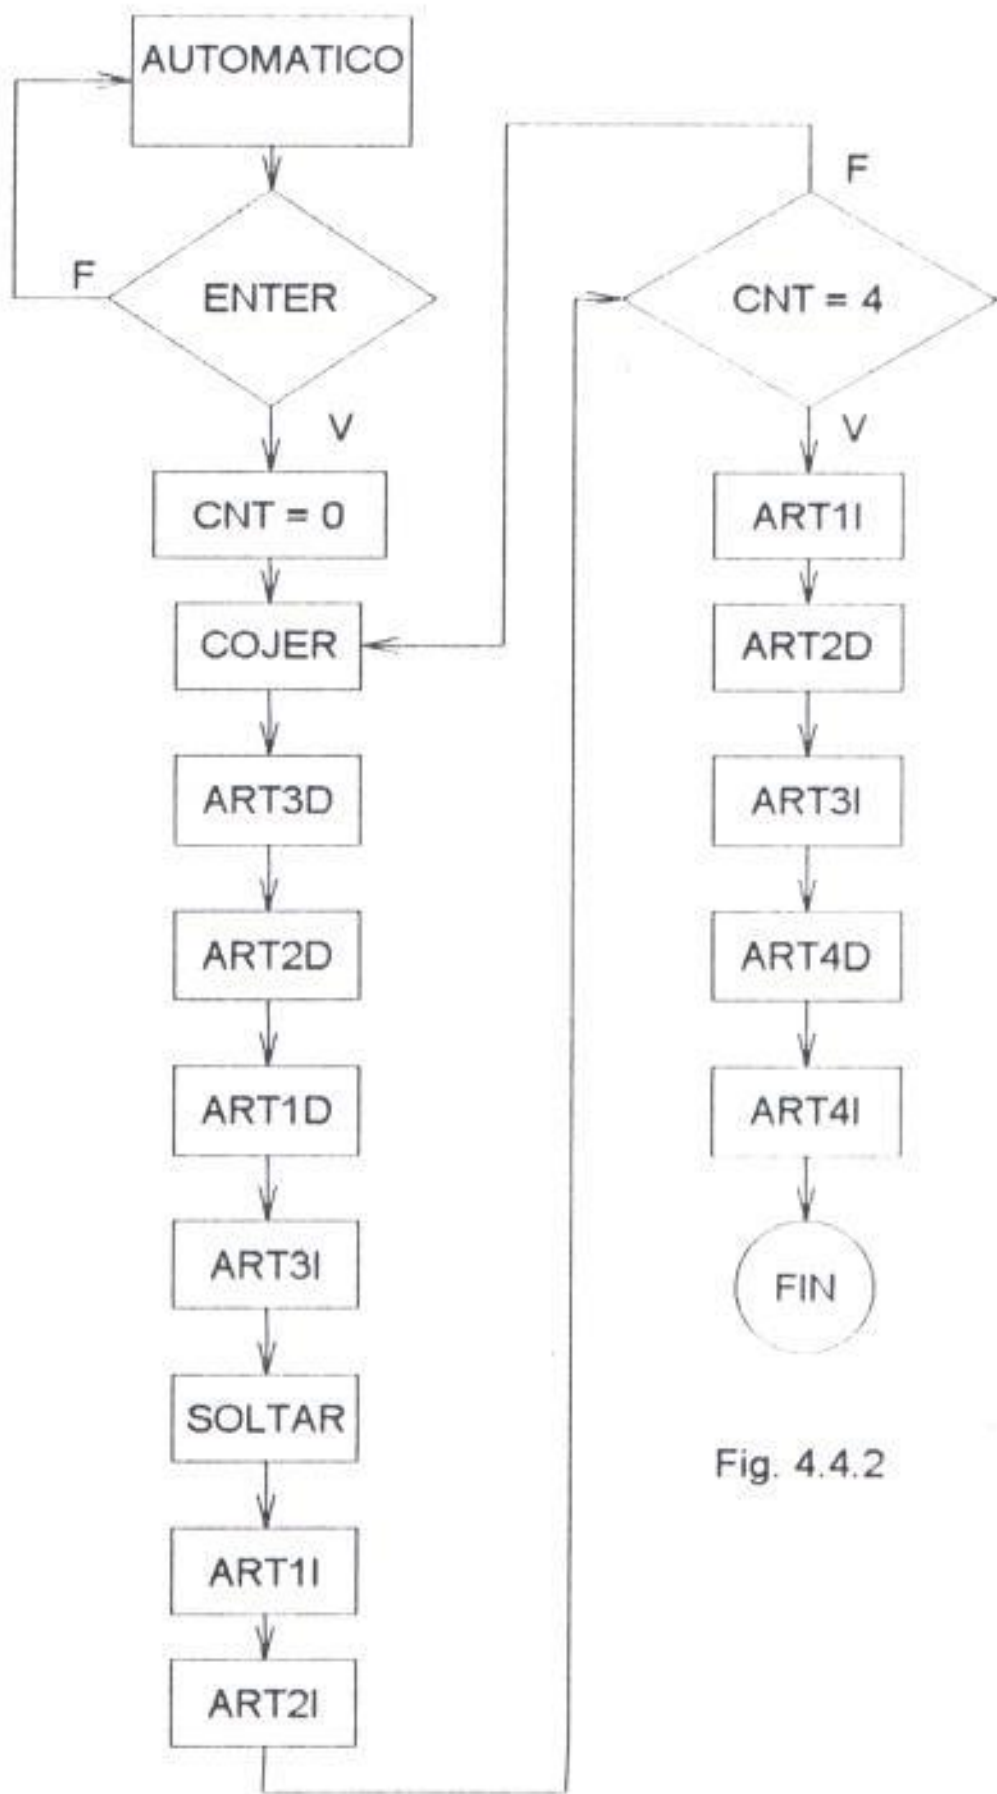 AUTOMATICO
F
ENTER
V
CNT = 0
COJER
ART3D
ART2D
ART1D
ART3I
SOLTAR
ART1I
ART2I
F
CNT = 4
V
ART1I
ART2D
ART3I
ART4D
ART4I
FIN
Fig. 4.4.2